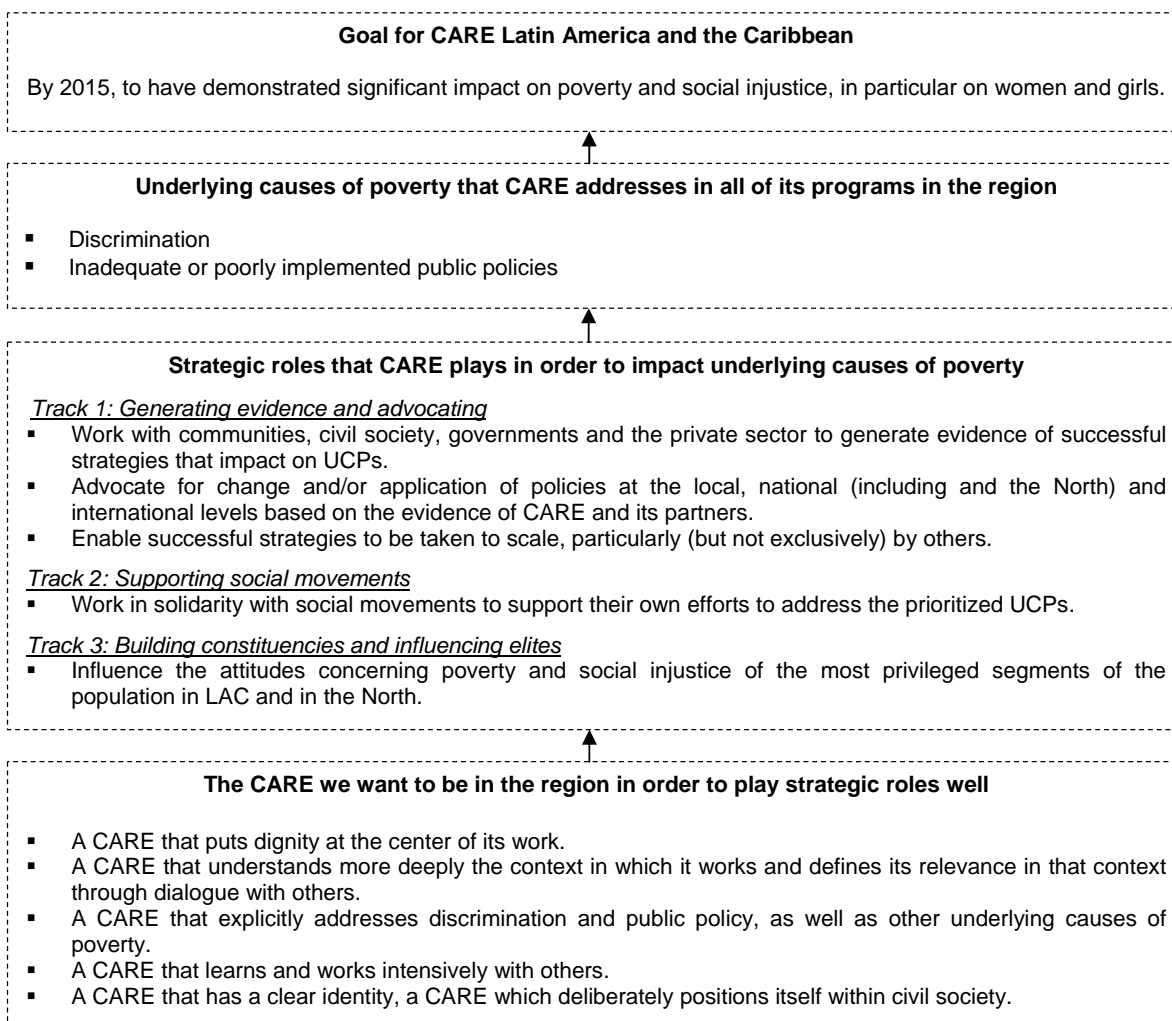 Goal for CARE Latin America and the Caribbean
By 2015, to have demonstrated significant impact on poverty and social injustice, in particular on women and girls.
Underlying causes of poverty that CARE addresses in all of its programs in the region
▪ Discrimination
▪ Inadequate or poorly implemented public policies
Strategic roles that CARE plays in order to impact underlying causes of poverty
Track 1: Generating evidence and advocating
▪ Work with communities, civil society, governments and the private sector to generate evidence of successful
strategies that impact on UCPs.
▪ Advocate for change and/or application of policies at the local, national (including and the North) and
international levels based on the evidence of CARE and its partners.
▪ Enable successful strategies to be taken to scale, particularly (but not exclusively) by others.
Track 2: Supporting social movements
▪ Work in solidarity with social movements to support their own efforts to address the prioritized UCPs.
Track 3: Building constituencies and influencing elites
▪ Influence the attitudes concerning poverty and social injustice of the most privileged segments of the
population in LAC and in the North.
The CARE we want to be in the region in order to play strategic roles well
▪ A CARE that puts dignity at the center of its work.
▪ A CARE that understands more deeply the context in which it works and defines its relevance in that context
through dialogue with others.
▪ A CARE that explicitly addresses discrimination and public policy, as well as other underlying causes of
poverty.
▪ A CARE that learns and works intensively with others.
▪ A CARE that has a clear identity, a CARE which deliberately positions itself within civil society.